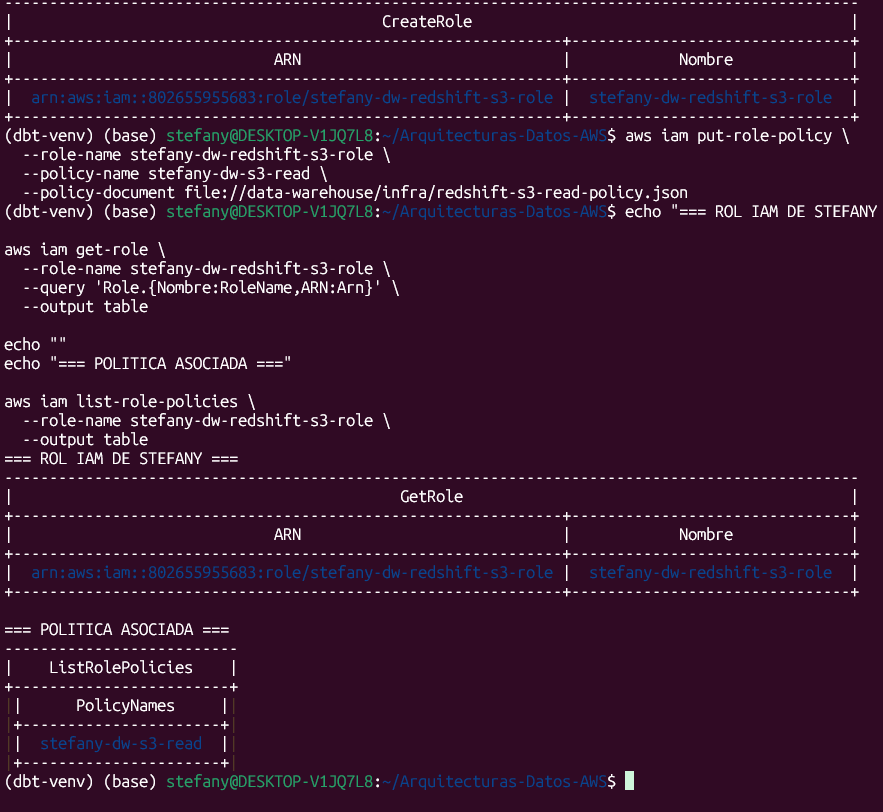 ----------------------------------------------------------------------------------------------
|                                         CreateRole                                         |
+-------------------------------------------------------------+------------------------------+
|                             ARN                             |            Nombre            |
+-------------------------------------------------------------+------------------------------+
|  arn:aws:iam::802655955683:role/stefany-dw-redshift-s3-role |  stefany-dw-redshift-s3-role  |
+-------------------------------------------------------------+------------------------------+
(dbt-venv) (base) stefany@DESKTOP-V1JQ7L8:~/Arquitecturas-Datos-AWS$ aws iam put-role-policy \
  --role-name stefany-dw-redshift-s3-role \
  --policy-name stefany-dw-s3-read \
  --policy-document file://data-warehouse/infra/redshift-s3-read-policy.json
(dbt-venv) (base) stefany@DESKTOP-V1JQ7L8:~/Arquitecturas-Datos-AWS$ echo "=== ROL IAM DE STEFANY
aws iam get-role \
  --role-name stefany-dw-redshift-s3-role \
  --query 'Role.{Nombre:RoleName,ARN:Arn}' \
  --output table
echo ""
echo "=== POLITICA ASOCIADA ==="
aws iam list-role-policies \
  --role-name stefany-dw-redshift-s3-role \
  --output table
=== ROL IAM DE STEFANY ===
----------------------------------------------------------------------------------------------
|                                          GetRole                                           |
+-------------------------------------------------------------+------------------------------+
|                             ARN                             |            Nombre            |
+-------------------------------------------------------------+------------------------------+
|  arn:aws:iam::802655955683:role/stefany-dw-redshift-s3-role |  stefany-dw-redshift-s3-role  |
+-------------------------------------------------------------+------------------------------+
=== POLITICA ASOCIADA ===
--------------------------
|    ListRolePolicies    |
+------------------------+
||      PolicyNames     ||
|+----------------------+|
||  stefany-dw-s3-read  ||
|+----------------------+|
(dbt-venv) (base) stefany@DESKTOP-V1JQ7L8:~/Arquitecturas-Datos-AWS$